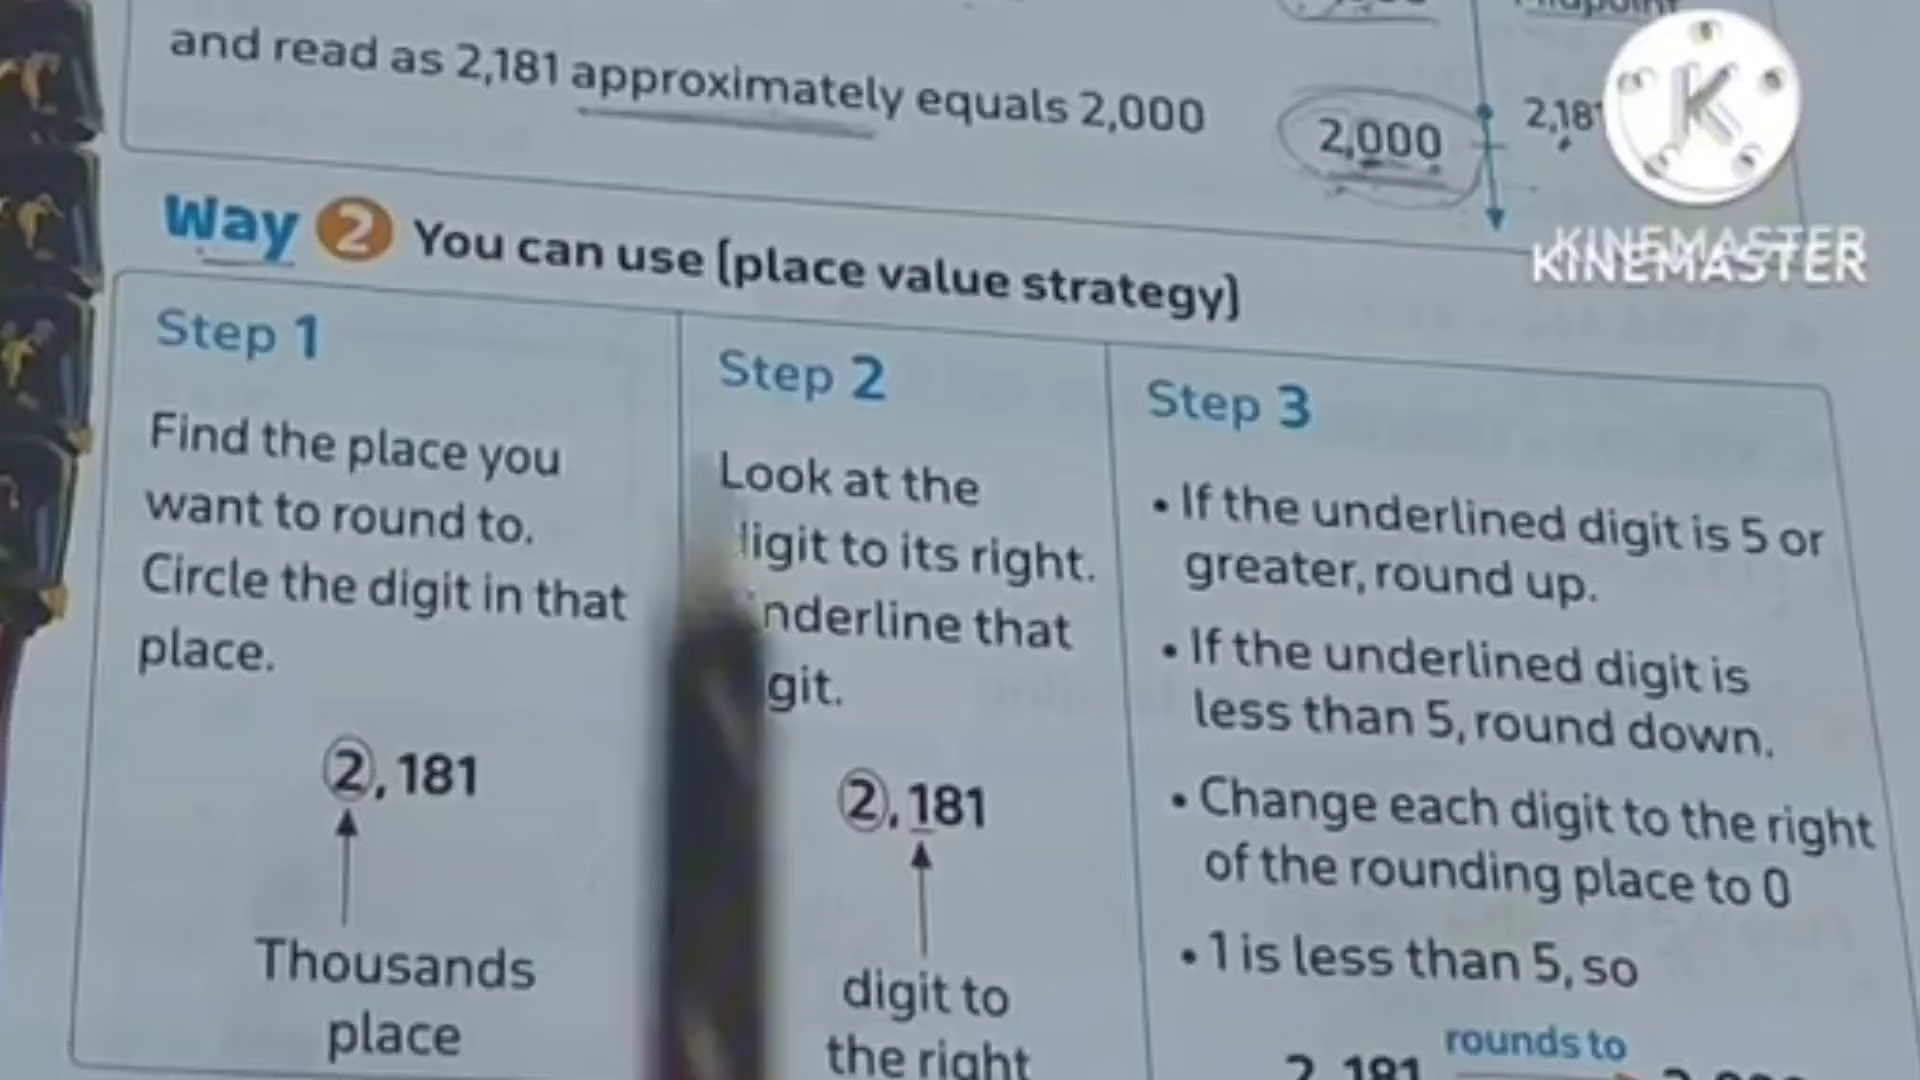 and read as 2,181 approximately equals 2,000
2,000
2,181
K
KINEMASTER
KINEMASTER
Way 2 You can use (place value strategy)
Step 1
Find the place you
want to round to.
Circle the digit in that
place.
2,181
Thousands
place
Step 2
Look at the
digit to its right.
nderline that
git.
2,181
digit to
the right
Step 3
• If the underlined digit is 5 or
greater, round up.
• If the underlined digit is
less than 5, round down.
• Change each digit to the right
of the rounding place to 0
• 1 is less than 5, so
rounds to
2,181